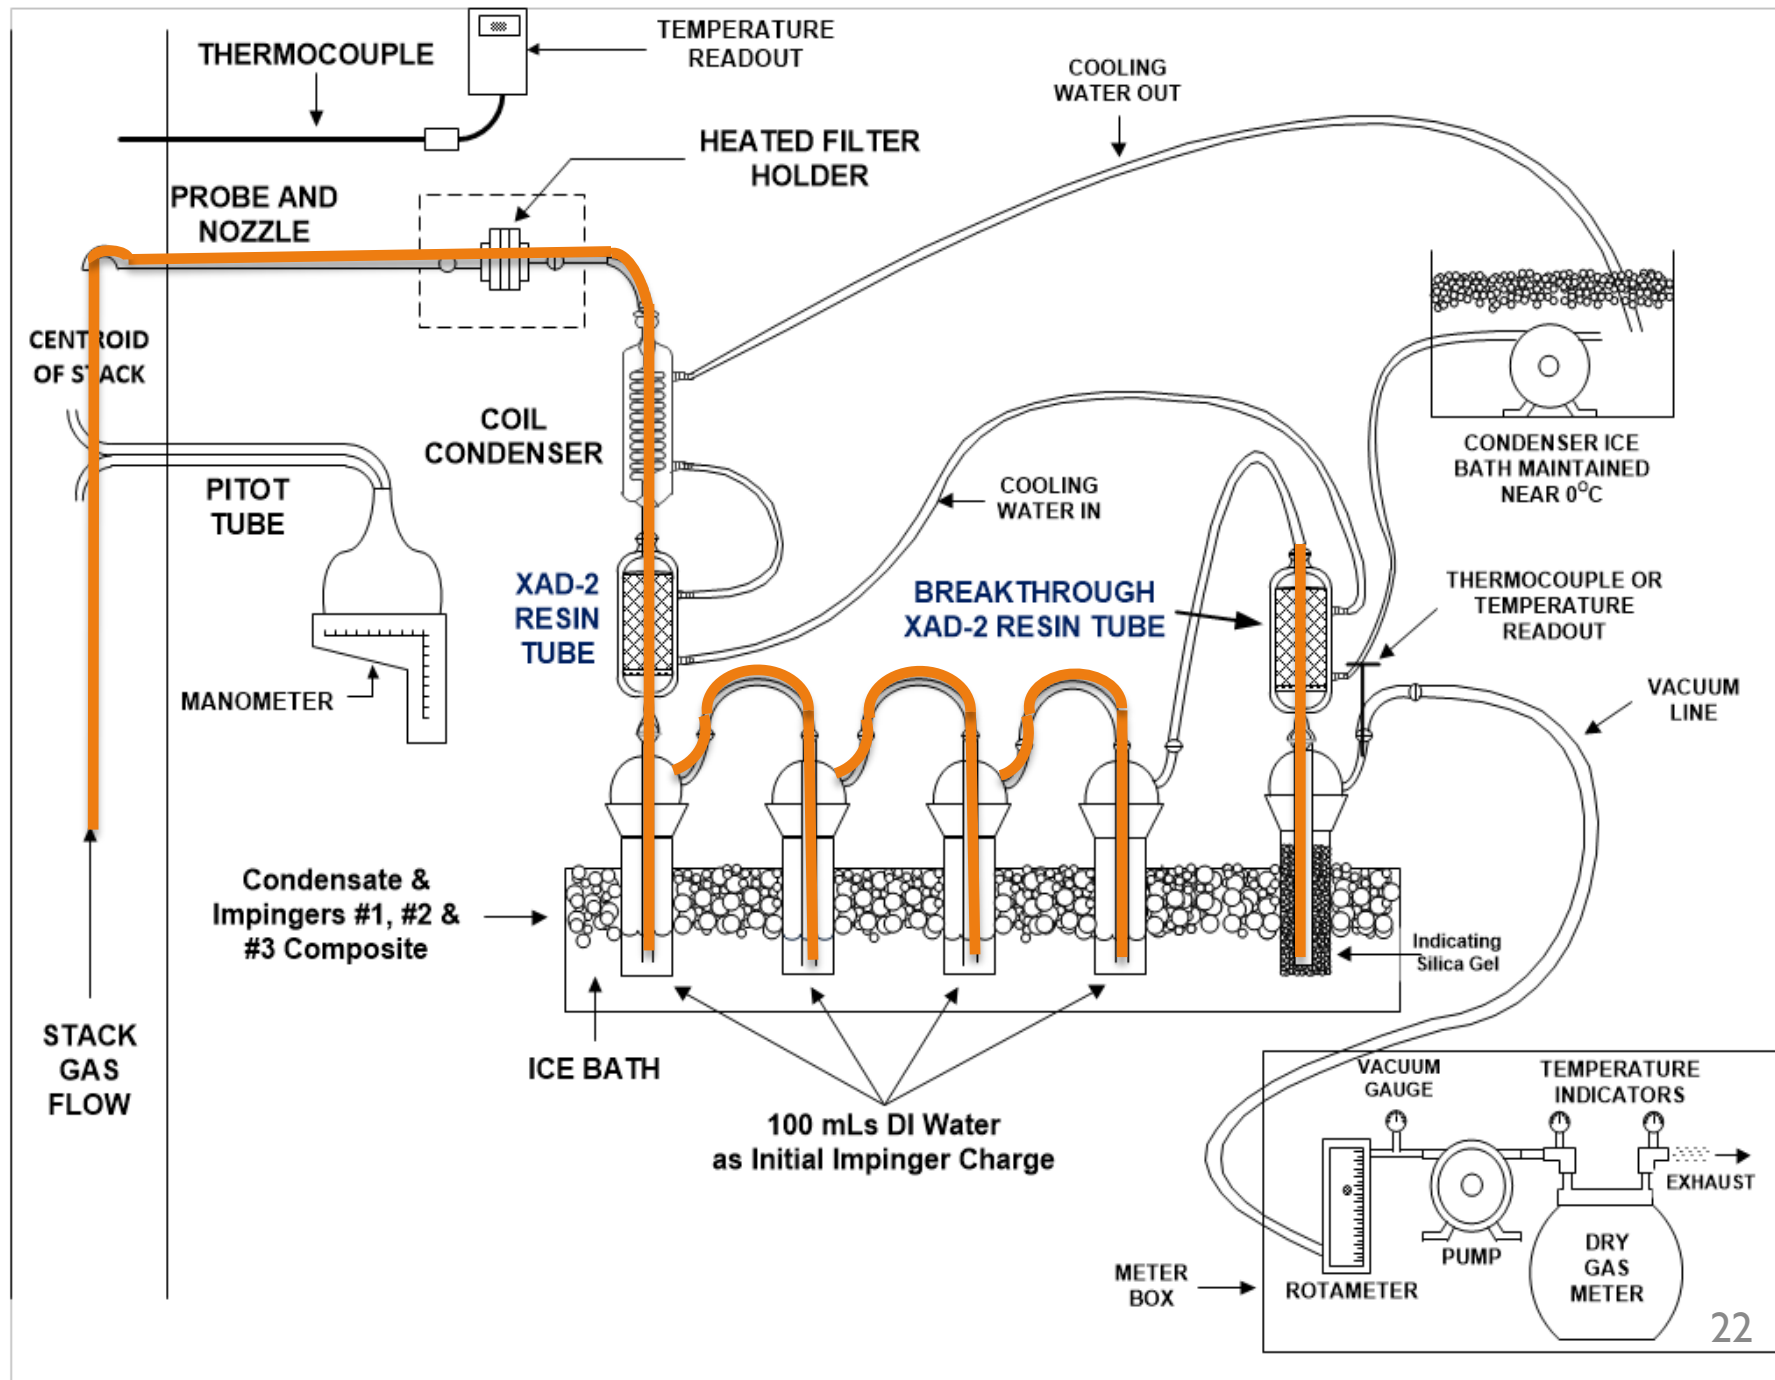 THERMOCOUPLE
TEMPERATURE
READOUT
COOLING
WATER OUT
HEATED FILTER
HOLDER
PROBE AND
NOZZLE
CENTROID
OF STACK
COIL
CONDENSER
CONDENSER ICE
BATH MAINTAINED
NEAR 0°C
PITOT
TUBE
COOLING
WATER IN
XAD-2
RESIN
TUBE
BREAKTHROUGH
XAD-2 RESIN TUBE
THERMOCOUPLE OR
TEMPERATURE
READOUT
MANOMETER
VACUUM
LINE
Condensate &
Impingers #1, #2 &
#3 Composite
Indicating
Silica Gel
STACK
GAS
FLOW
ICE BATH
100 mLs DI Water
as Initial Impinger Charge
VACUUM
GAUGE
TEMPERATURE
INDICATORS
EXHAUST
PUMP
DRY
GAS
METER
METER
BOX
ROTAMETER
22